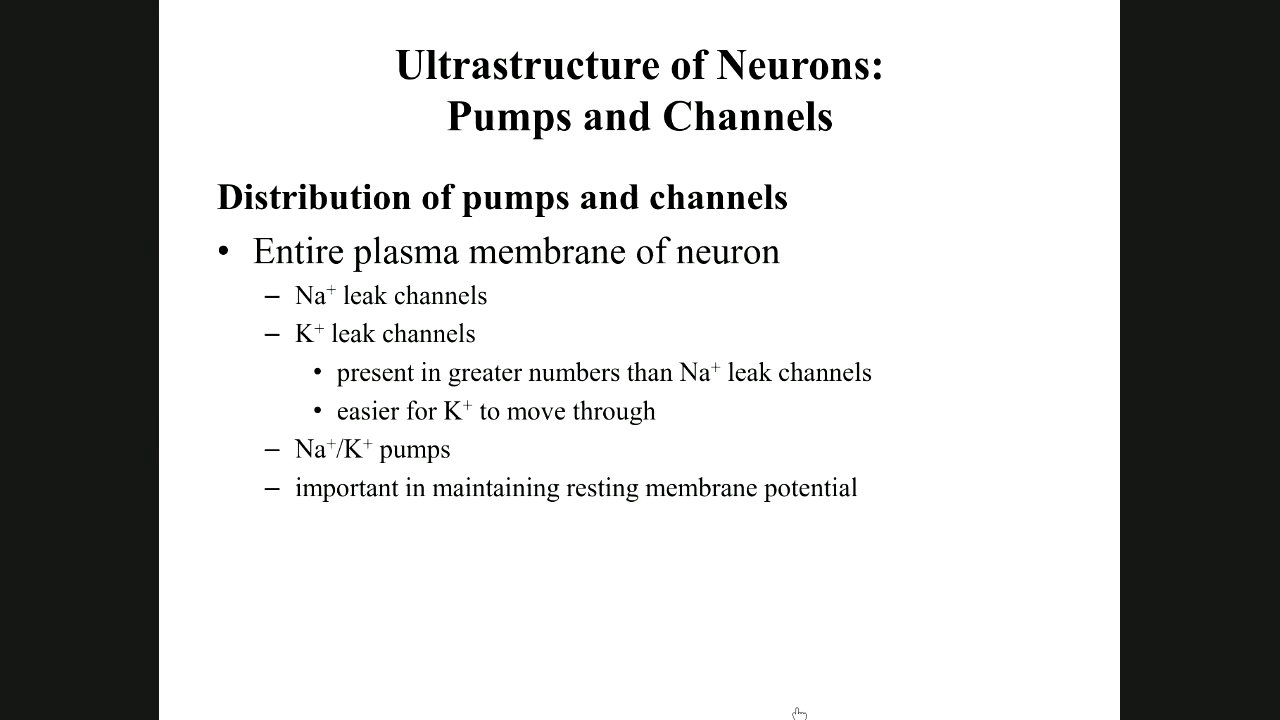 Ultrastructure of Neurons:
Pumps and Channels
Distribution of pumps and channels
• Entire plasma membrane of neuron
– Na⁺ leak channels
– K⁺ leak channels
• present in greater numbers than Na⁺ leak channels
• easier for K⁺ to move through
– Na⁺/K⁺ pumps
– important in maintaining resting membrane potential